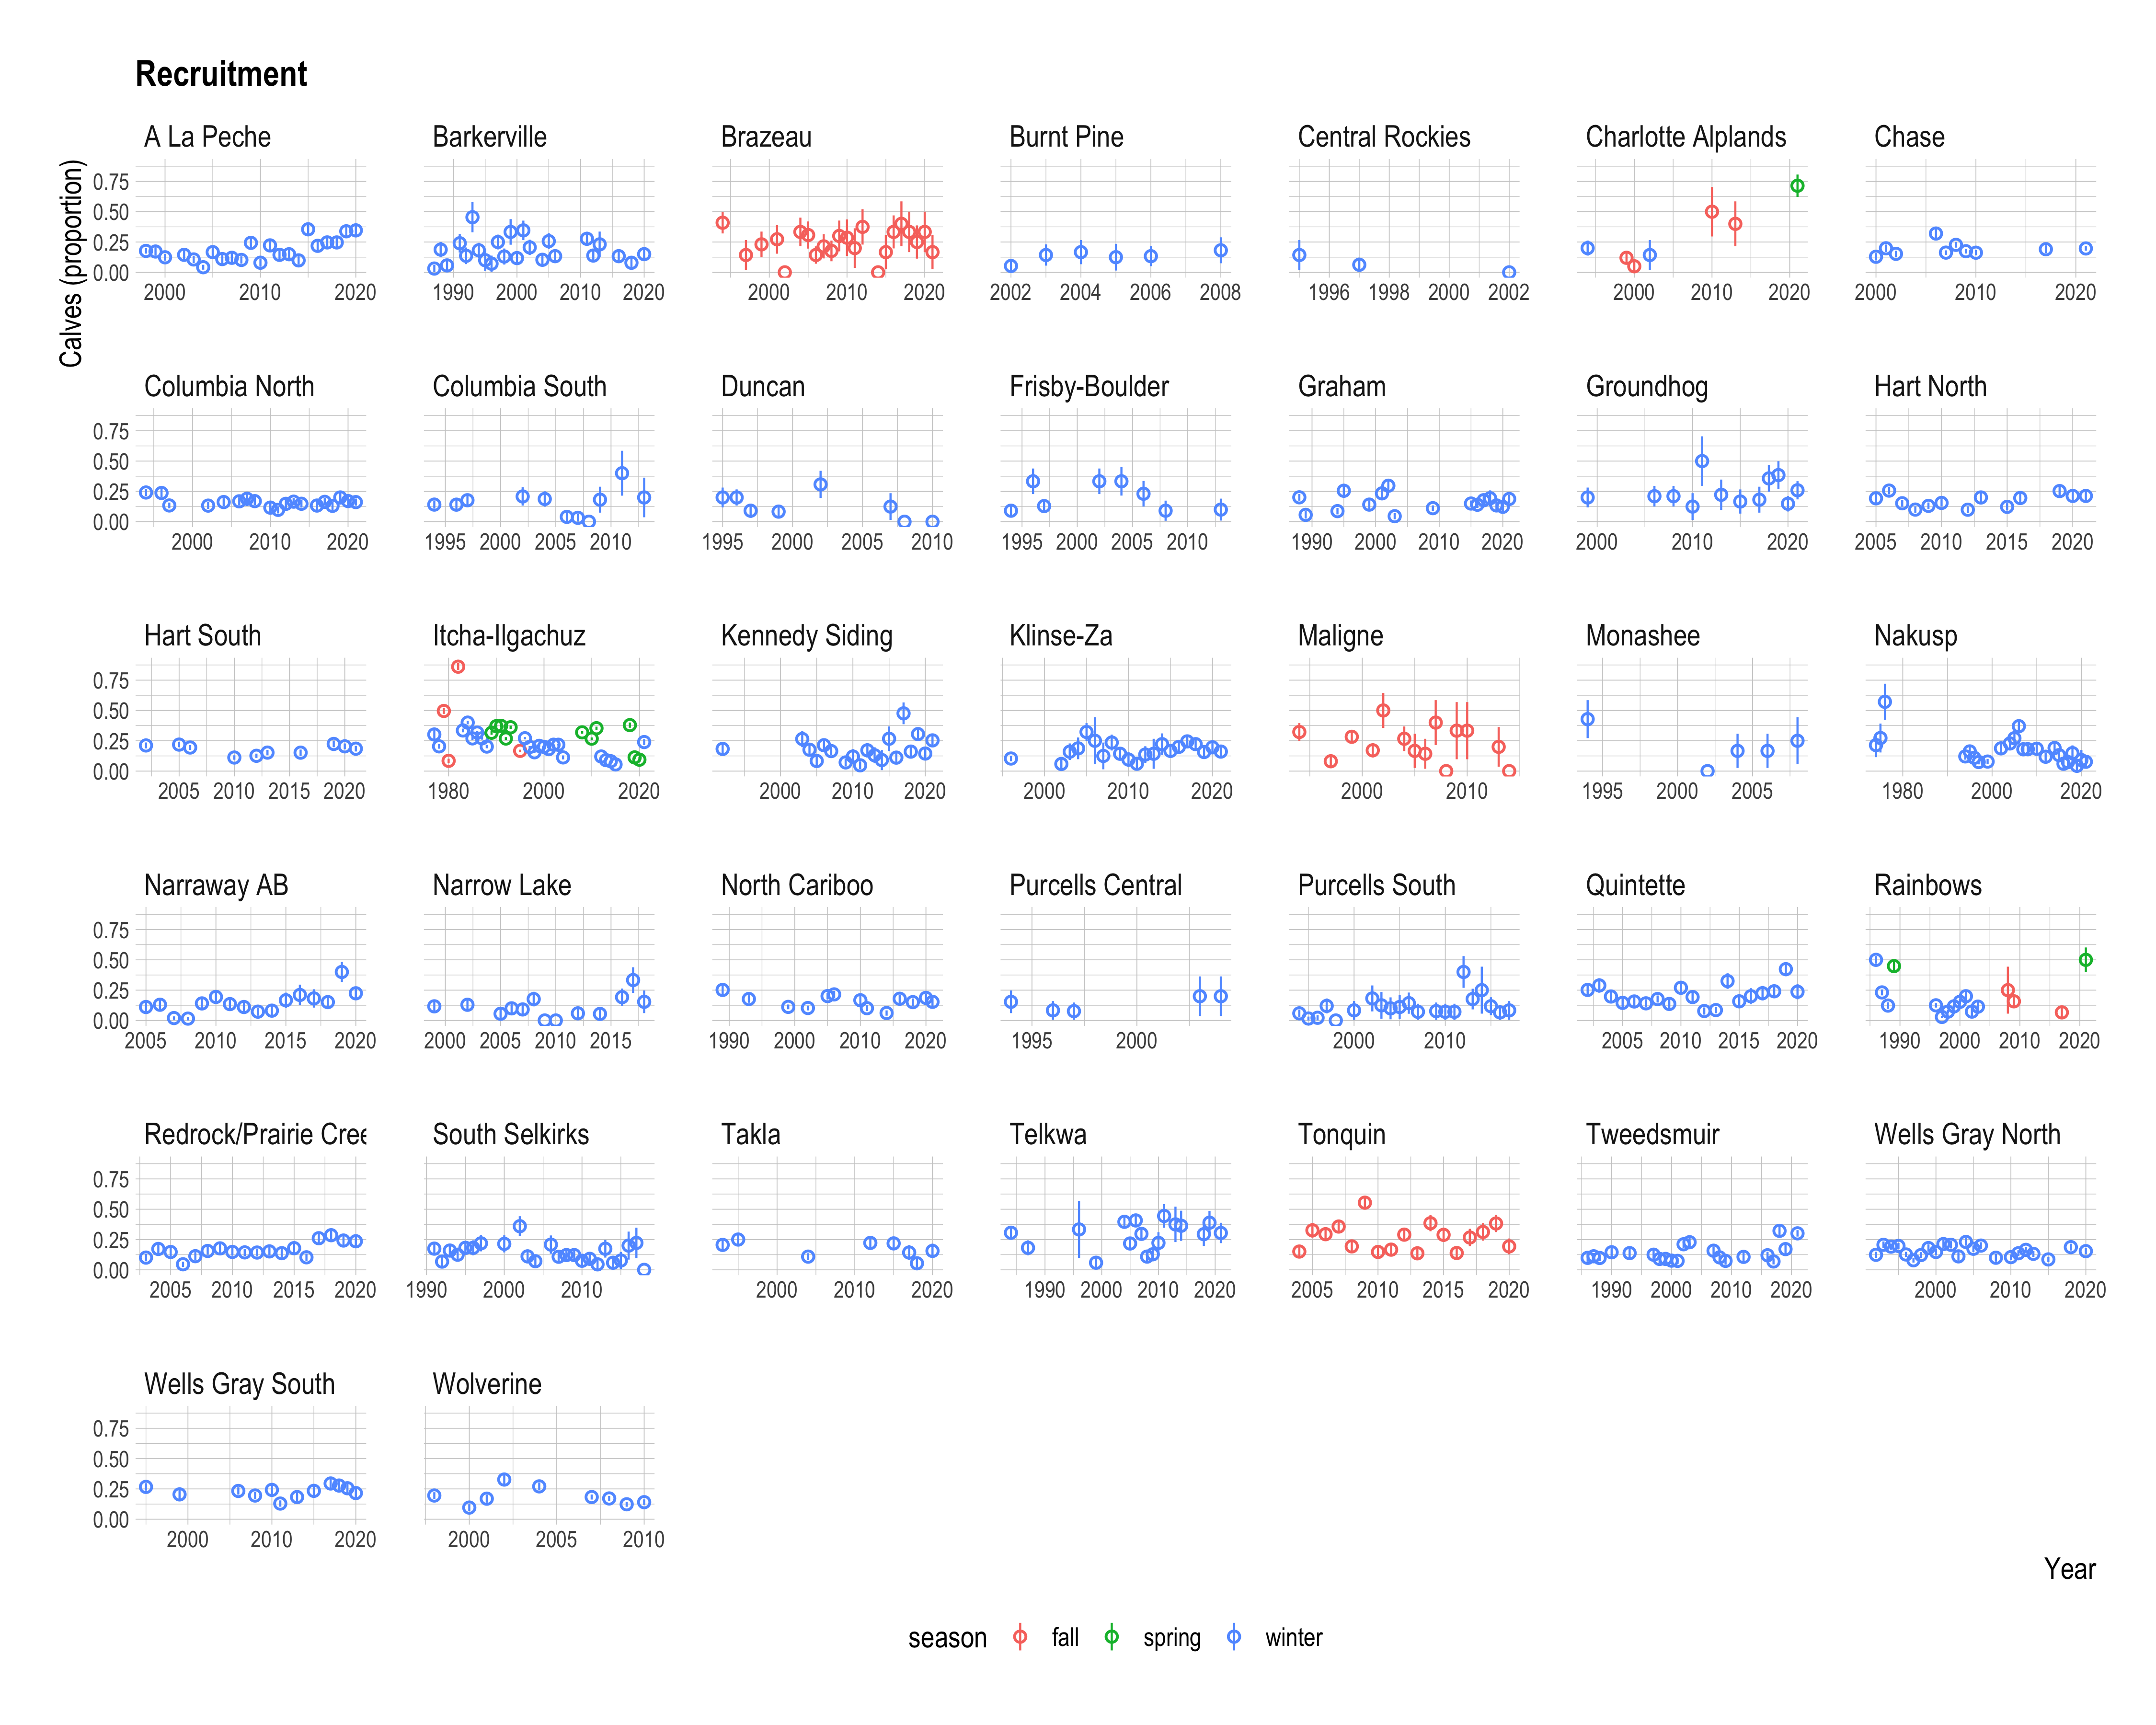 Recruitment
Calves (proportion)
A La Peche Barkerville Brazeau Burnt Pine Central Rockies Charlotte Alplands Chase
0.75
0.50
0.25
0.00
2000 2010 2020 1990 2000 2010 2020 2000 2010 2020 2002 2004 2006 2008 1996 1998 2000 2002 2000 2010 2020 2000 2010 2020
Columbia North Columbia South Duncan Frisby-Boulder Graham Groundhog Hart North
0.75
0.50
0.25
0.00
2000 2010 2020 1995 2000 2005 2010 1995 2000 2005 2010 1995 2000 2005 2010 1990 2000 2010 2020 2000 2010 2020 2005 2010 2015 2020
Hart South Itcha-Ilgachuz Kennedy Siding Klinse-Za Maligne Monashee Nakusp
0.75
0.50
0.25
0.00
2005 2010 2015 2020 1980 2000 2020 2000 2010 2020 2000 2010 2020 2000 2010 1995 2000 2005 1980 2000 2020
Narraway AB Narrow Lake North Cariboo Purcells Central Purcells South Quintette Rainbows
0.75
0.50
0.25
0.00
2005 2010 2015 2020 2000 2005 2010 2015 1990 2000 2010 2020 1995 2000 2000 2010 2005 2010 2015 2020 1990 2000 2010 2020
Redrock/Prairie Cree South Selkirks Takla Telkwa Tonquin Tweedsmuir Wells Gray North
0.75
0.50
0.25
0.00
2005 2010 2015 2020 1990 2000 2010 2000 2010 2020 1990 2000 2010 2020 2005 2010 2015 2020 1990 2000 2010 2020 2000 2010 2020
Wells Gray South Wolverine
0.75
0.50
0.25
0.00
2000 2010 2020 2000 2005 2010
Year
season fall spring winter